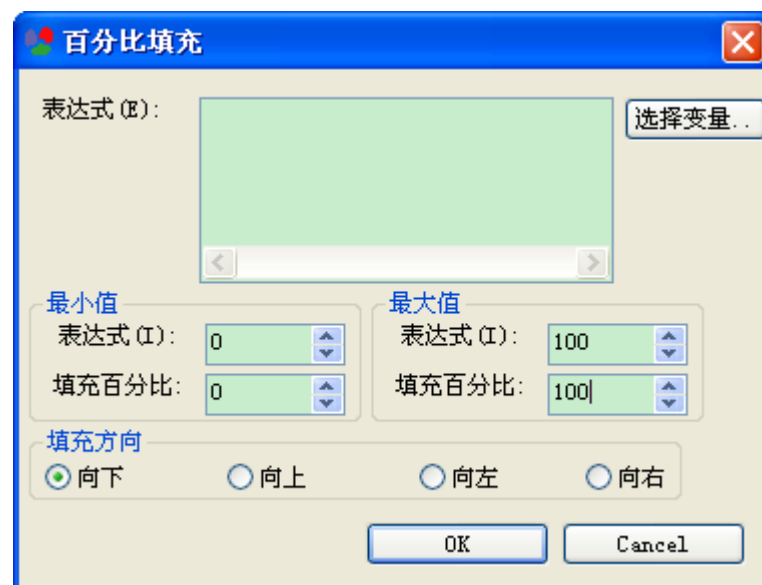 百分比填充
表达式(E):
选择变量..
最小值
最大值
表达式(I): 0
表达式(I): 100
填充百分比: 0
填充百分比: 100
填充方向
向下 向上 向左 向右
OK Cancel